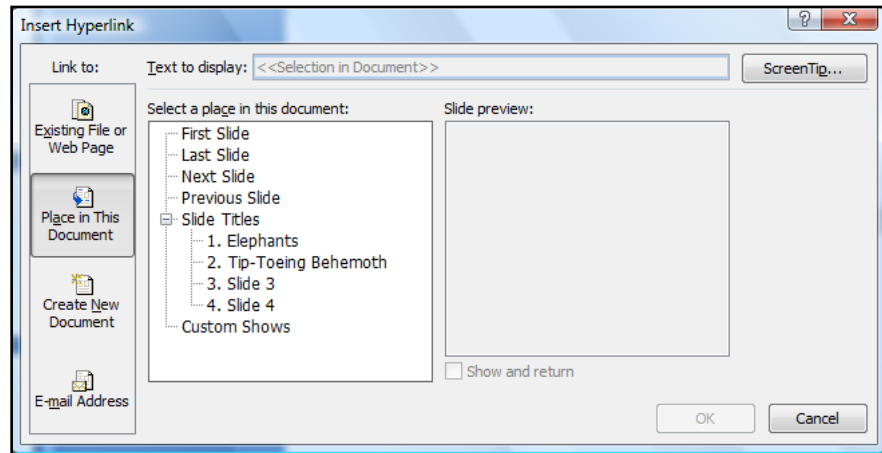 Insert Hyperlink
?
Link to:
Text to display: <<Selection in Document>>
ScreenTip...
Existing File or
Web Page
Place in This
Document
Create New
Document
E-mail Address
Select a place in this document:
First Slide
Last Slide
Next Slide
Previous Slide
Slide Titles
1. Elephants
2. Tip-Toeing Behemoth
3. Slide 3
4. Slide 4
Custom Shows
Slide preview:
Show and return
OK
Cancel